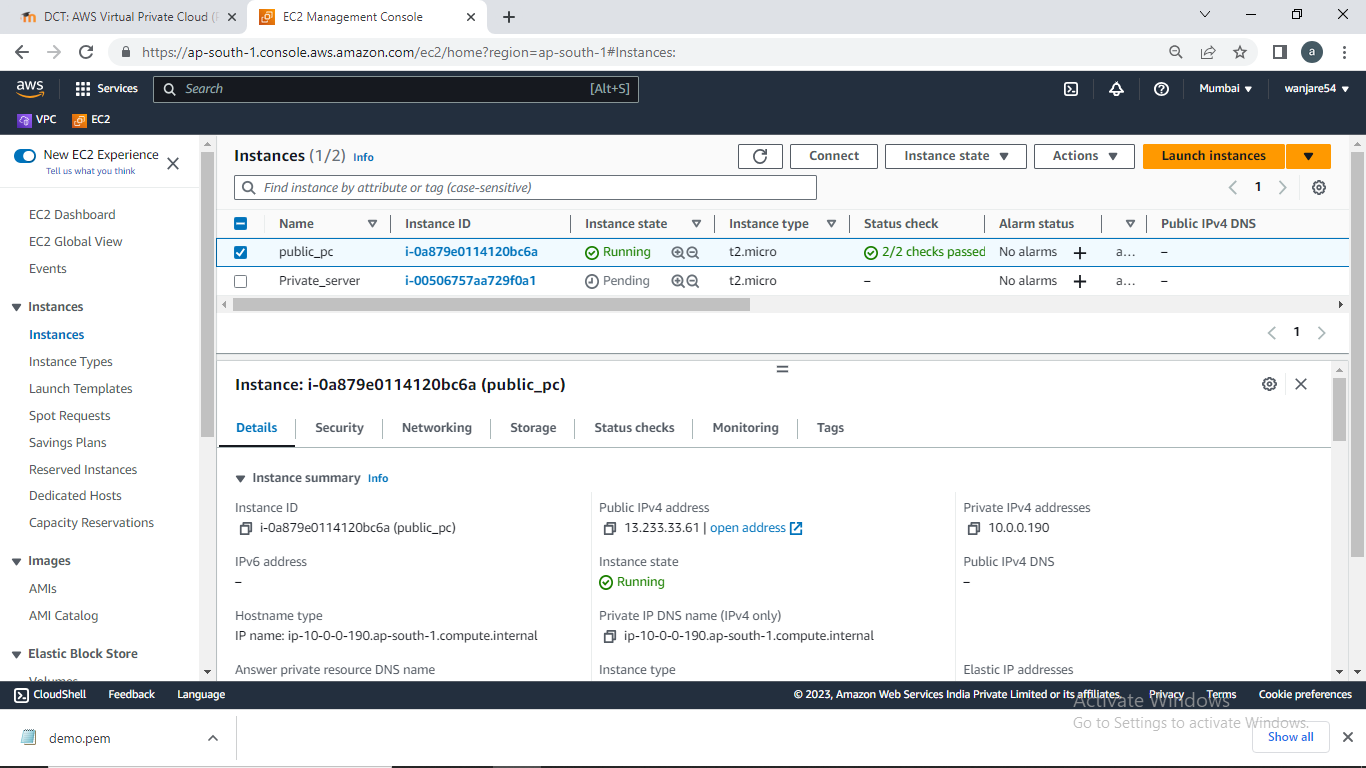 DCT: AWS Virtual Private Cloud (
EC2 Management Console
https://ap-south-1.console.aws.amazon.com/ec2/home?region=ap-south-1#Instances:
a
aws
Services
Search
[Alt+S]
Mumbai
wanjare54
VPC
EC2
New EC2 Experience
Tell us what you think
EC2 Dashboard
EC2 Global View
Events
Instances
Instances
Instance Types
Launch Templates
Spot Requests
Savings Plans
Reserved Instances
Dedicated Hosts
Capacity Reservations
Images
AMIs
AMI Catalog
Elastic Block Store
Volumes
Instances (1/2) Info
Connect
Instance state
Actions
Launch instances
Find instance by attribute or tag (case-sensitive)
1
Name Instance ID Instance state Instance type Status check Alarm status Public IPv4 DNS
public_pc i-0a879e0114120bc6a Running t2.micro 2/2 checks passed No alarms + a... –
Private_server i-00506757aa729f0a1 Pending t2.micro – No alarms + a... –
1
Instance: i-0a879e0114120bc6a (public_pc)
Details Security Networking Storage Status checks Monitoring Tags
Instance summary Info
Instance ID
i-0a879e0114120bc6a (public_pc)
Public IPv4 address
13.233.33.61 | open address
Private IPv4 addresses
10.0.0.190
IPv6 address
–
Instance state
Running
Public IPv4 DNS
–
Hostname type
IP name: ip-10-0-0-190.ap-south-1.compute.internal
Private IP DNS name (IPv4 only)
ip-10-0-0-190.ap-south-1.compute.internal
Answer private resource DNS name
Instance type
Elastic IP addresses
CloudShell Feedback Language
© 2023, Amazon Web Services India Private Limited or its affiliates. Privacy Terms Cookie preferences
Activate Windows
Go to Settings to activate Windows.
demo.pem
Show all